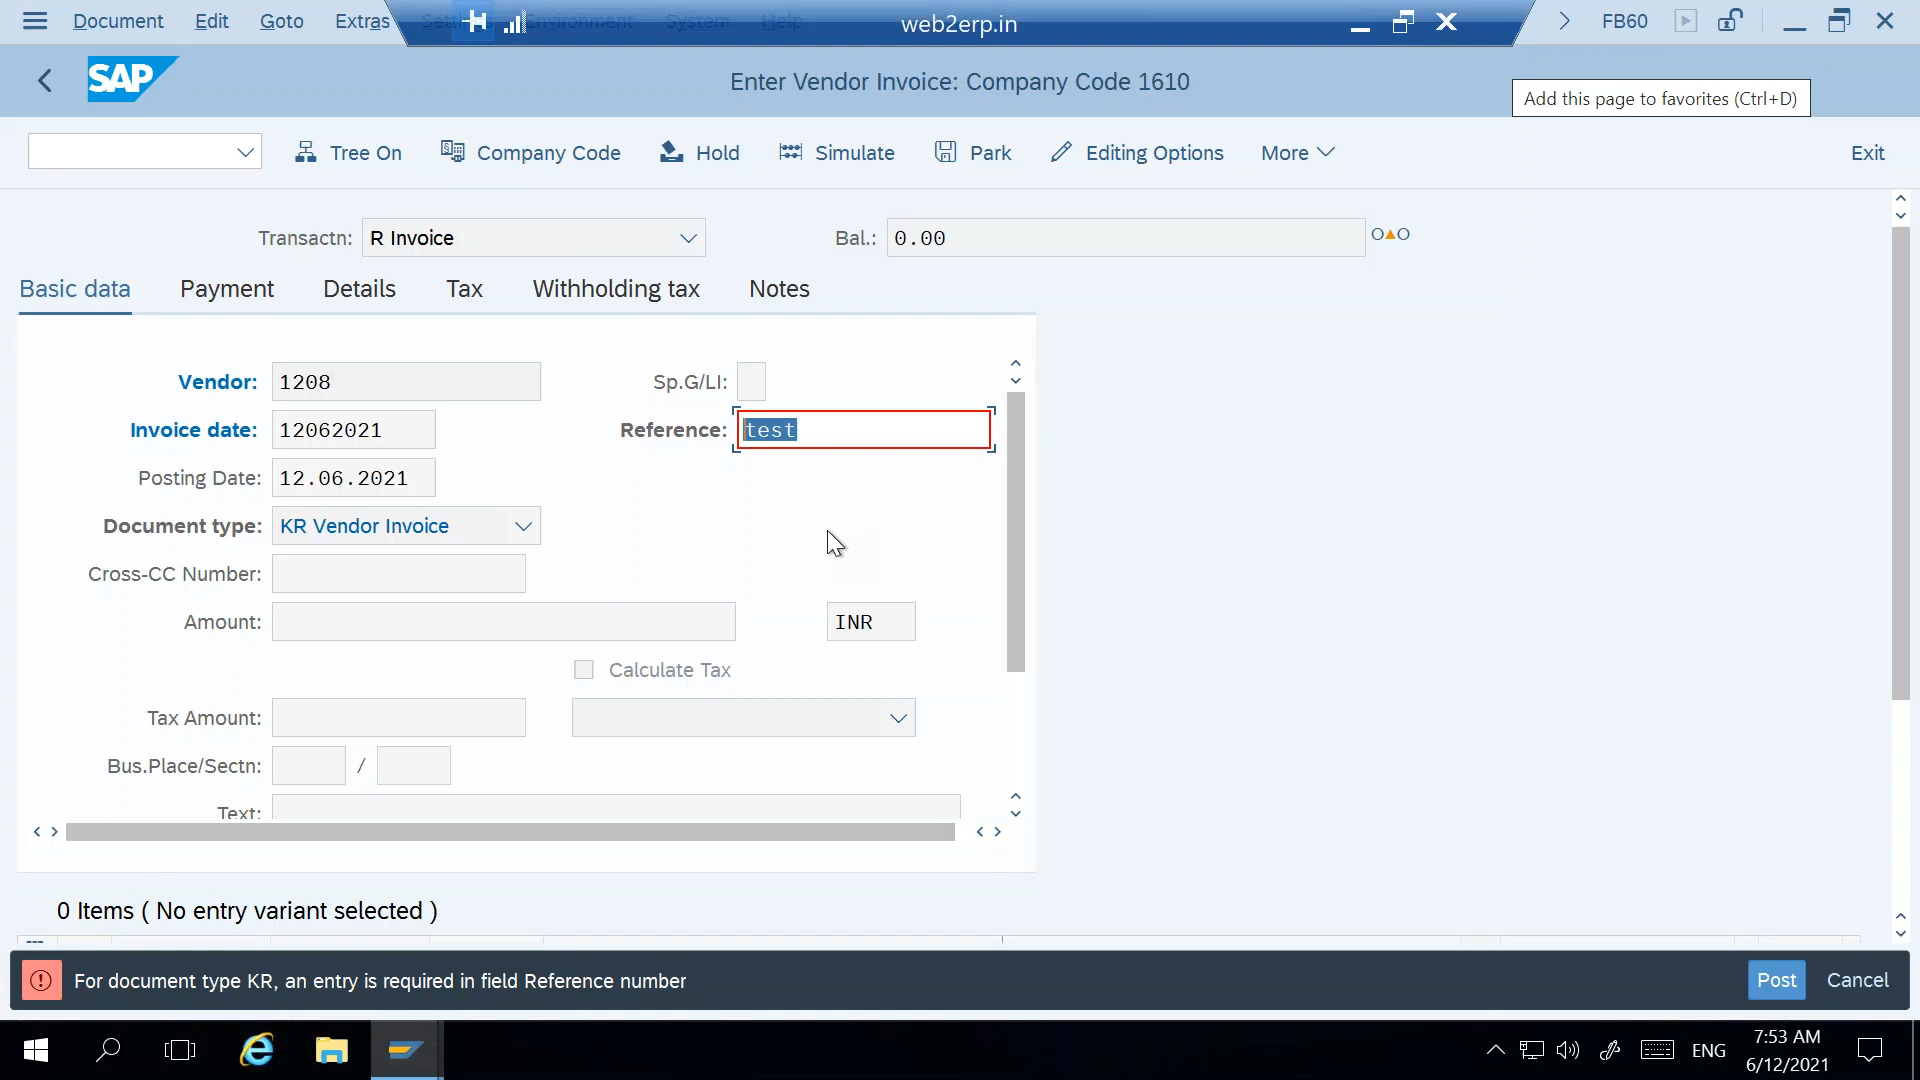 Document Edit Goto Extras Settings Environment System Help web2erp.in FB60
SAP Enter Vendor Invoice: Company Code 1610
Add this page to favorites (Ctrl+D)
Tree On Company Code Hold Simulate Park Editing Options More Exit
Transactn: R Invoice Bal.: 0.00
Basic data Payment Details Tax Withholding tax Notes
Vendor: 1208 Sp.G/LI:
Invoice date: 12062021 Reference: test
Posting Date: 12.06.2021
Document type: KR Vendor Invoice
Cross-CC Number:
Amount: INR
Calculate Tax
Tax Amount:
Bus.Place/Sectn: /
Text:
0 Items ( No entry variant selected )
For document type KR, an entry is required in field Reference number Post Cancel
ENG 7:53 AM
6/12/2021